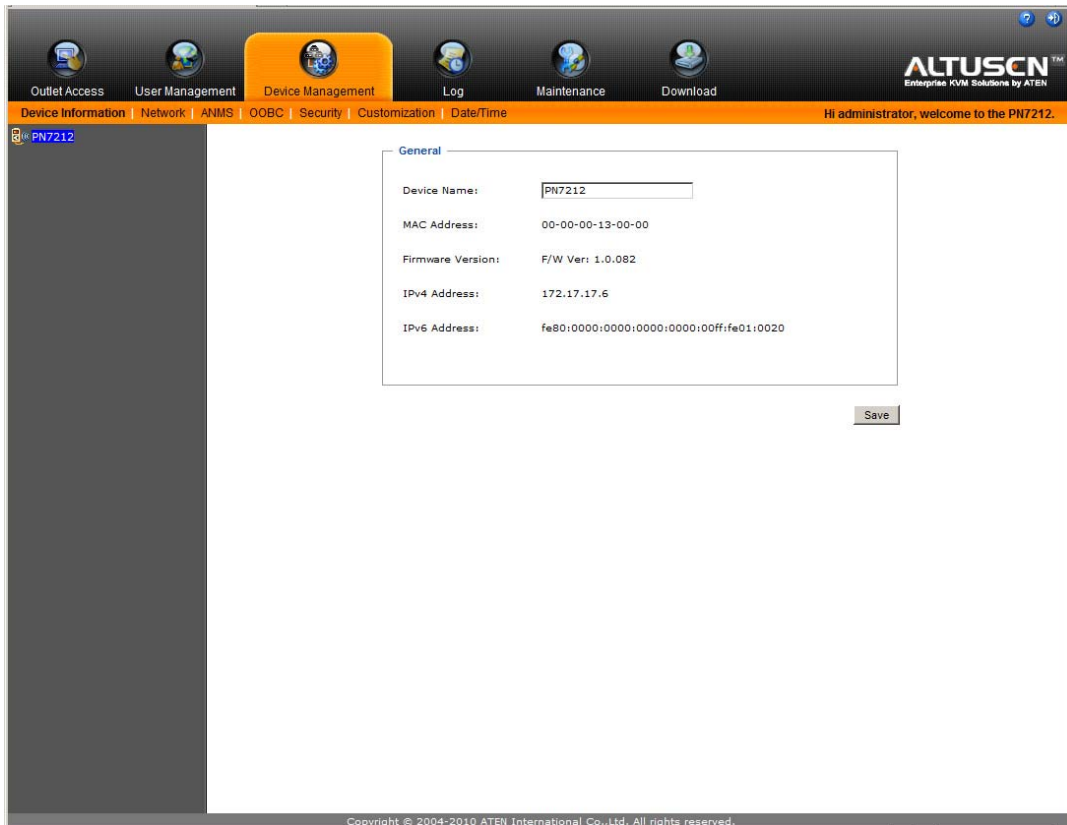 Outlet Access User Management Device Management Log Maintenance Download
ALTUSEN™
Enterprise KVM Solutions by ATEN
Device Information | Network | ANMS | OOBC | Security | Customization | Date/Time
Hi administrator, welcome to the PN7212.
PN7212
General
Device Name: PN7212
MAC Address: 00-00-00-13-00-00
Firmware Version: F/W Ver: 1.0.082
IPv4 Address: 172.17.17.6
IPv6 Address: fe80:0000:0000:0000:0000:00ff:fe01:0020
Save
Copyright © 2004-2010 ATEN International Co.,Ltd. All rights reserved.